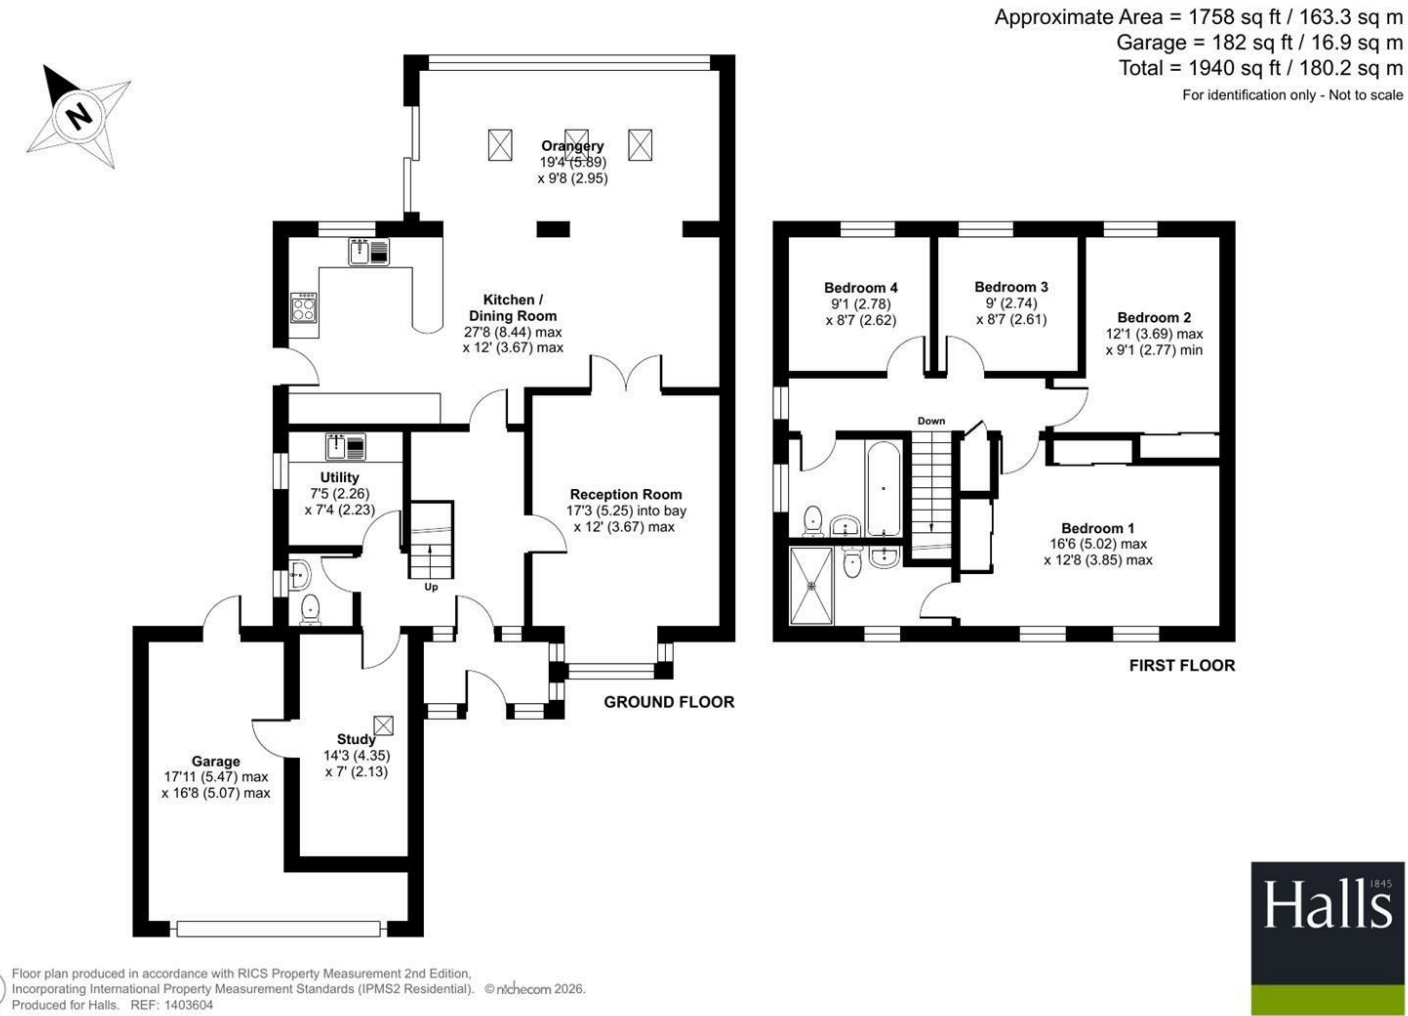 Approximate Area = 1758 sq ft / 163.3 sq m
Garage = 182 sq ft / 16.9 sq m
Total = 1940 sq ft / 180.2 sq m
For identification only - Not to scale
N
Orangery
19'4 (5.89)
x 9'8 (2.95)
Kitchen /
Dining Room
27'8 (8.44) max
x 12' (3.67) max
Utility
7'5 (2.26)
x 7'4 (2.23)
Reception Room
17'3 (5.25) into bay
x 12' (3.67) max
Up
Study
14'3 (4.35)
x 7' (2.13)
Garage
17'11 (5.47) max
x 16'8 (5.07) max
GROUND FLOOR
Bedroom 4
9'1 (2.78)
x 8'7 (2.62)
Bedroom 3
9' (2.74)
x 8'7 (2.61)
Bedroom 2
12'1 (3.69) max
x 9'1 (2.77) min
Down
Bedroom 1
16'6 (5.02) max
x 12'8 (3.85) max
FIRST FLOOR
Halls
1845
Floor plan produced in accordance with RICS Property Measurement 2nd Edition,
Incorporating International Property Measurement Standards (IPMS2 Residential). © nichecom 2026.
Produced for Halls. REF: 1403604